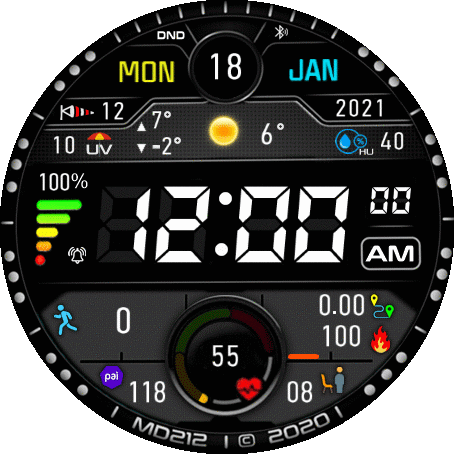 DND
MON 18 JAN
12 2021
10 UV 7° -2° 6° 40 HU
100%
12:00 00
AM
0 0.00
100
55
pai 118 08
MD212 | © 2020 |